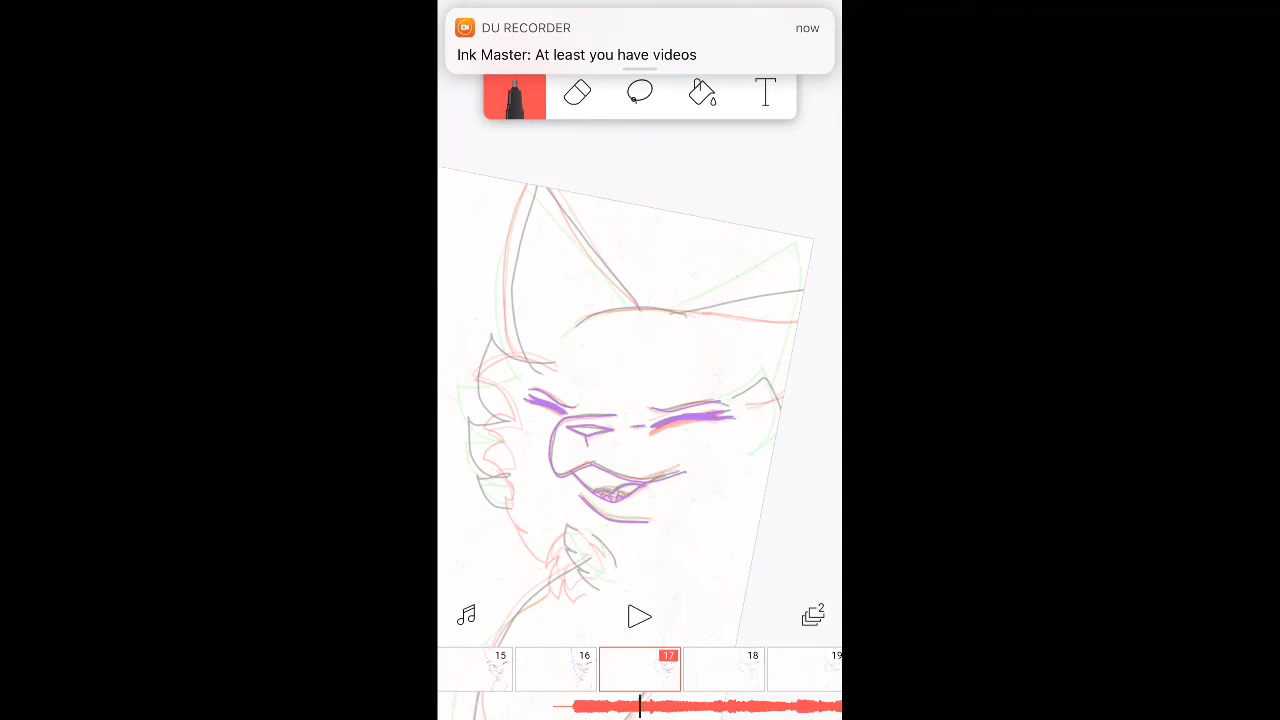 DU RECORDER now
Ink Master: At least you have videos
T
2
15 16 17 18 19